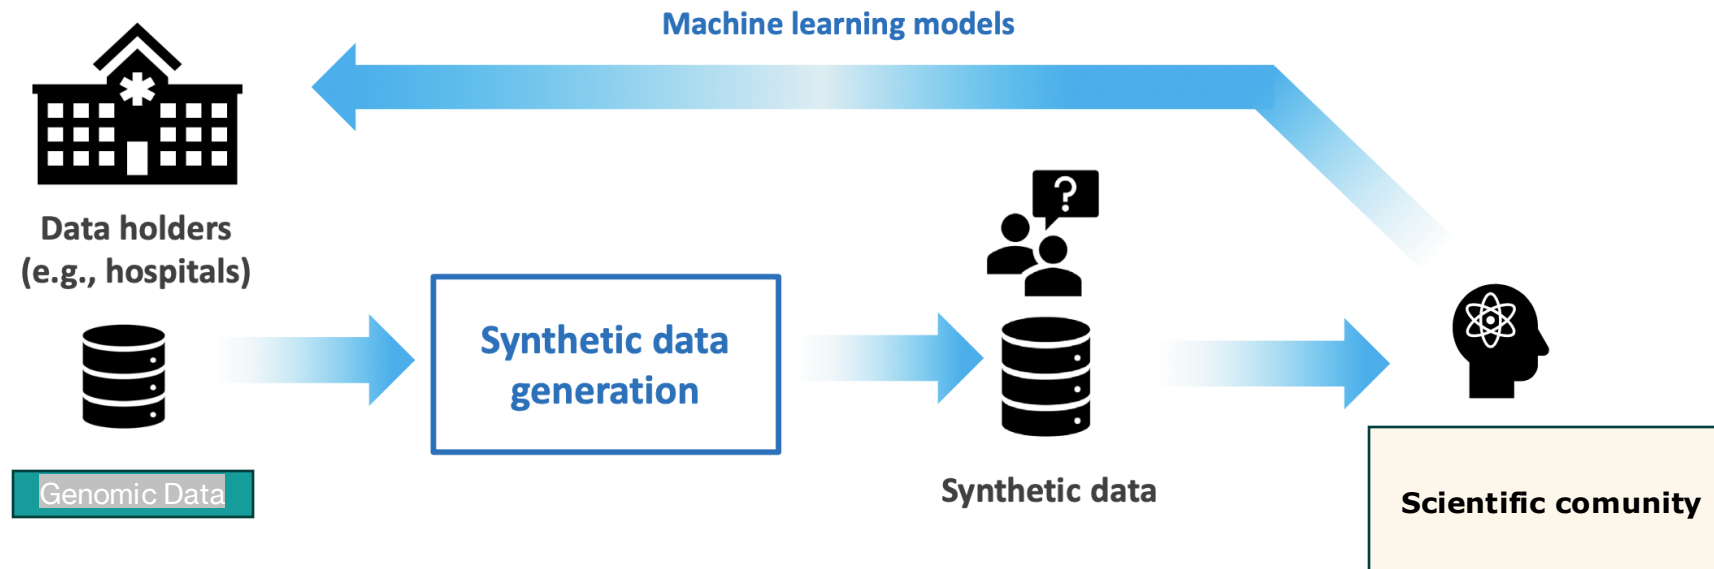 Machine learning models
Data holders
(e.g., hospitals)
?
Synthetic data
generation
Genomic Data
Synthetic data
Scientific comunity